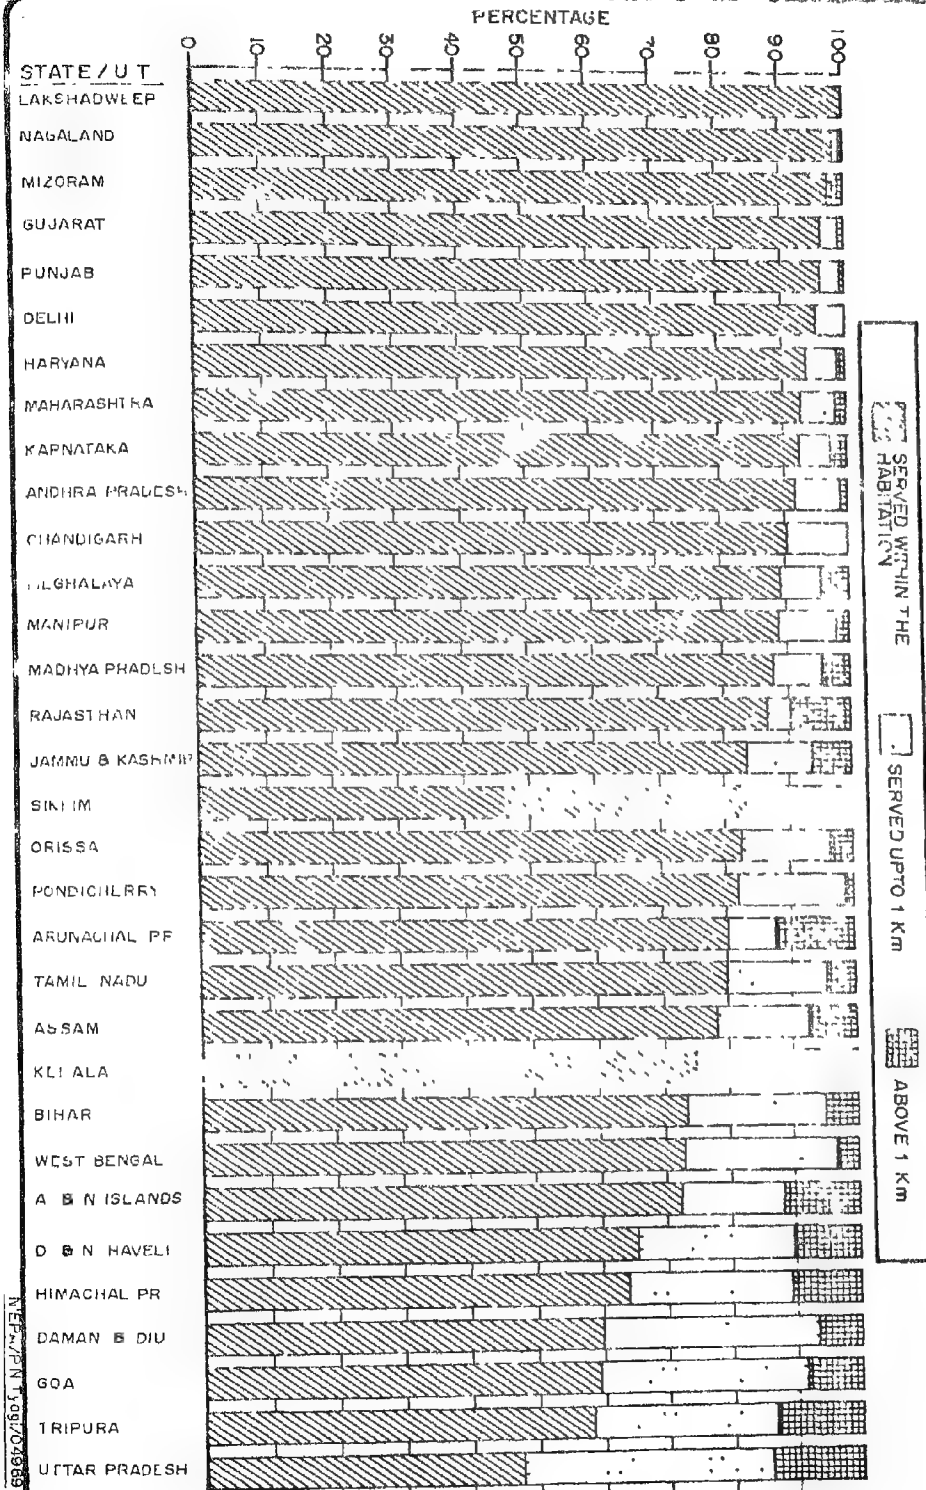 PERCENTAGE
0 10 20 30 40 50 60 70 80 90 100
STATE/UT
LAKSHADWEEP
NAGALAND
MIZORAM
GUJARAT
PUNJAB
DELHI
HARYANA
MAHARASHTRA
KARNATAKA
ANDHRA PRADESH
CHANDIGARH
MANIPUR
MADHYA PRADESH
RAJASTHAN
JAMMU & KASHMIR
ORISSA
PONDICHERRY
ARUNACHAL PR
TAMIL NADU
ASSAM
BIHAR
WEST BENGAL
A & N ISLANDS
D & N HAVELI
HIMACHAL PR
DAMAN & DIU
GOA
TRIPURA
UTTAR PRADESH
SERVED WITHIN THE
HABITATION
SERVED UPTO 1 Km
ABOVE 1 Km